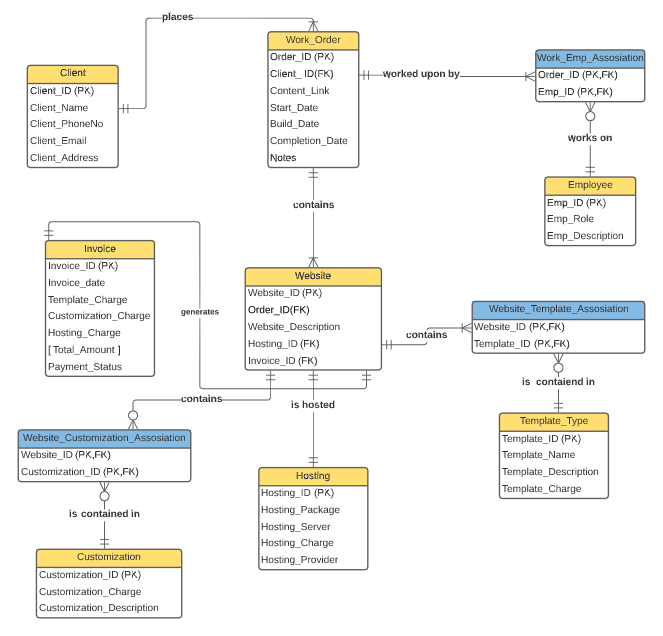 places
Work_Order
Order_ID (PK)
Client_ ID(FK)
Content_Link
Start_Date
Build_Date
Completion_Date
Notes
Client
Client_ID (PK)
Client_Name
Client_PhoneNo
Client_Email
Client_Address
worked upon by
Work_Emp_Assosiation
Order_ID (PK,FK)
Emp_ID (PK,FK)
works on
Employee
Emp_ID (PK)
Emp_Role
Emp_Description
contains
Invoice
Invoice_ID (PK)
Invoice_date
Template_Charge
Customization_Charge
Hosting_Charge
[ Total_Amount ]
Payment_Status
generates
Website
Website_ID (PK)
Order_ID(FK)
Website_Description
Hosting_ID (FK)
Invoice_ID (FK)
contains
Website_Template_Assosiation
Website_ID (PK,FK)
Template_ID (PK,FK)
is contaiend in
Template_Type
Template_ID (PK)
Template_Name
Template_Description
Template_Charge
contains
is hosted
Website_Customization_Assosiation
Website_ID (PK,FK)
Customization_ID (PK,FK)
is contained in
Customization
Customization_ID (PK)
Customization_Charge
Customization_Description
Hosting
Hosting_ID (PK)
Hosting_Package
Hosting_Server
Hosting_Charge
Hosting_Provider